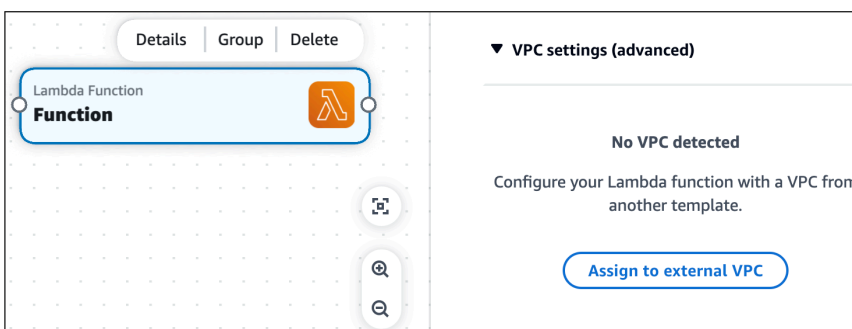 Details Group Delete
Lambda Function
Function
VPC settings (advanced)
No VPC detected
Configure your Lambda function with a VPC from
another template.
Assign to external VPC